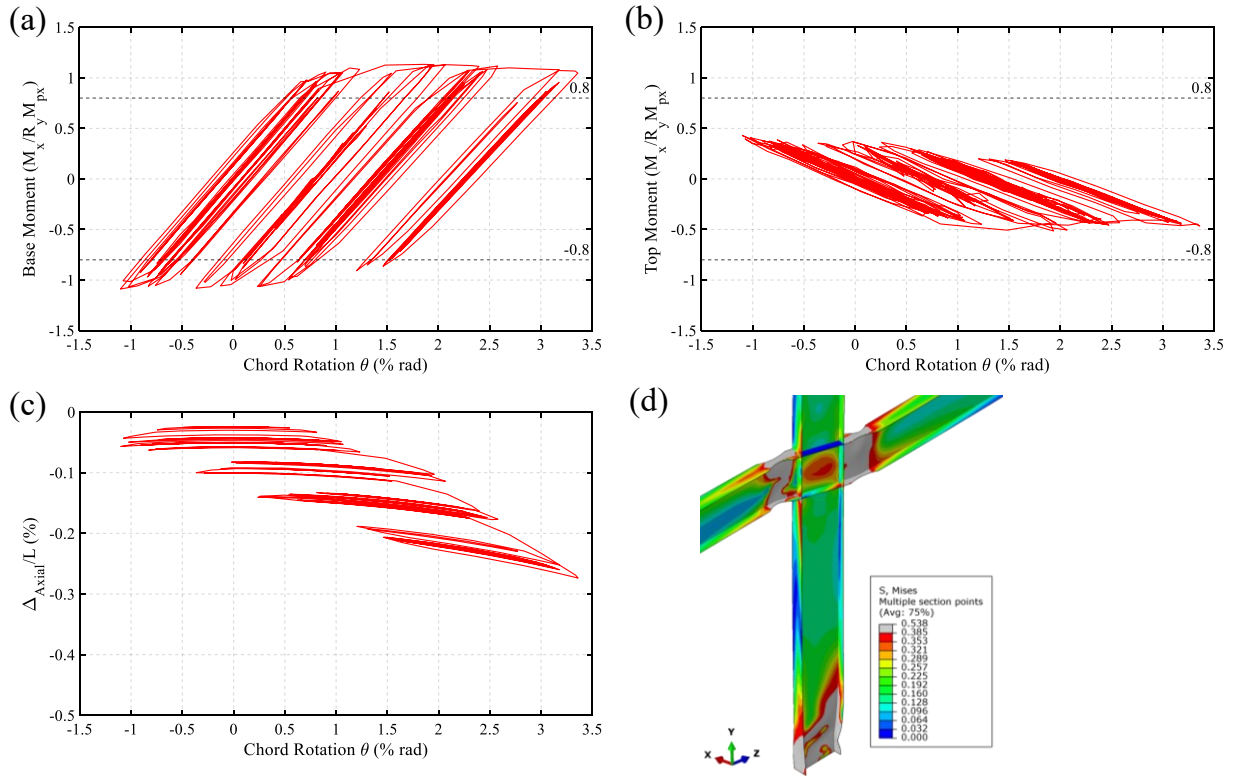 (a)
1.5
1
0.5
0
-0.5
-1
-1.5
0.8
-0.8
-1.5 -1 -0.5 0 0.5 1 1.5 2 2.5 3 3.5
Base Moment (M_x/R_yM_px)
Chord Rotation θ (% rad)
(b)
1.5
1
0.5
0
-0.5
-1
-1.5
0.8
-0.8
-1.5 -1 -0.5 0 0.5 1 1.5 2 2.5 3 3.5
Top Moment (M_x/R_yM_px)
Chord Rotation θ (% rad)
(c)
0
-0.1
-0.2
-0.3
-0.4
-0.5
-1.5 -1 -0.5 0 0.5 1 1.5 2 2.5 3 3.5
Δ_Axial/L (%)
Chord Rotation θ (% rad)
(d)
S, Mises
Multiple section points
(Avg: 75%)
0.538
0.385
0.353
0.321
0.289
0.257
0.225
0.192
0.160
0.128
0.096
0.064
0.032
0.000
Y
X
Z